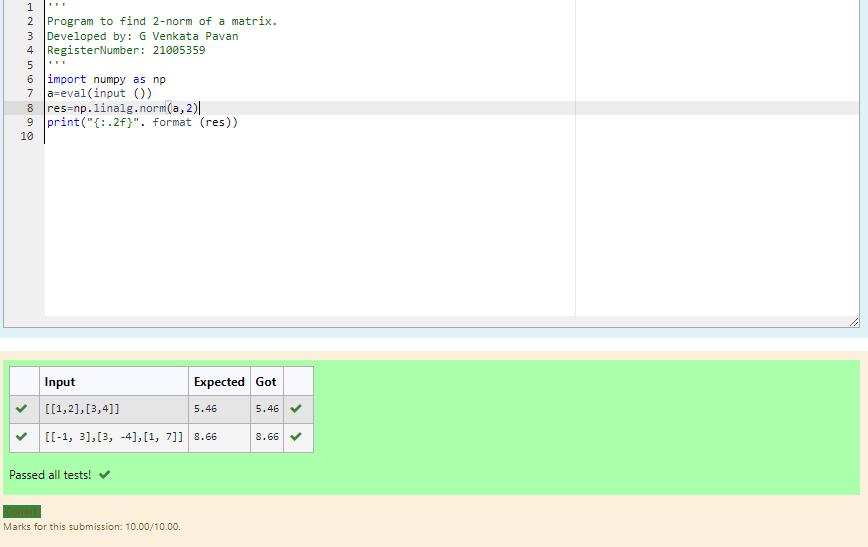 1 '''
2 Program to find 2-norm of a matrix.
3 Developed by: G Venkata Pavan
4 RegisterNumber: 21005359
5 '''
6 import numpy as np
7 a=eval(input ())
8 res=np.linalg.norm(a,2)
9 print("{:.2f}". format (res))
10
Input Expected Got
[[1,2],[3,4]] 5.46 5.46
[[-1, 3],[3, -4],[1, 7]] 8.66 8.66
Passed all tests!
Correct
Marks for this submission: 10.00/10.00.